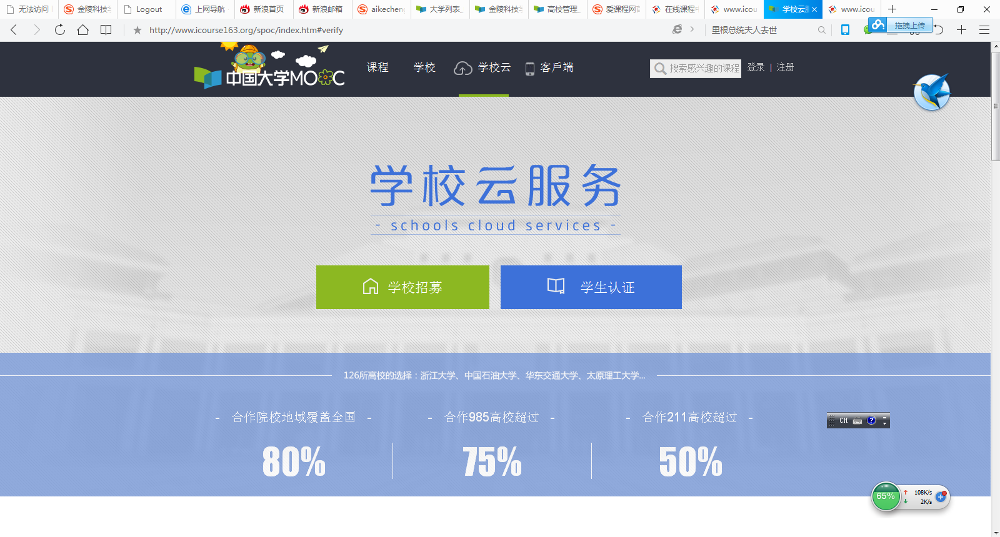 无法访问
金陵科技学
Logout
上网导航
新浪首页
新浪邮箱
aikecheng
大学列表_
金陵科技学
高校管理_
爱课程网官
在线课程中
www.icou
学校云服
www.icou
http://www.icourse163.org/spoc/index.htm#verify
里根总统夫人去世
拖拽上传
中国大学MOOC
课程
学校
学校云
客戶端
搜索感兴趣的课程
登录 | 注册
学校云服务
- schools cloud services -
学校招募
学生认证
126所高校的选择：浙江大学、中国石油大学、华东交通大学、太原理工大学...
- 合作院校地域覆盖全国 -
- 合作985高校超过 -
- 合作211高校超过 -
80%
75%
50%
CH
65%
108K/s
2K/s